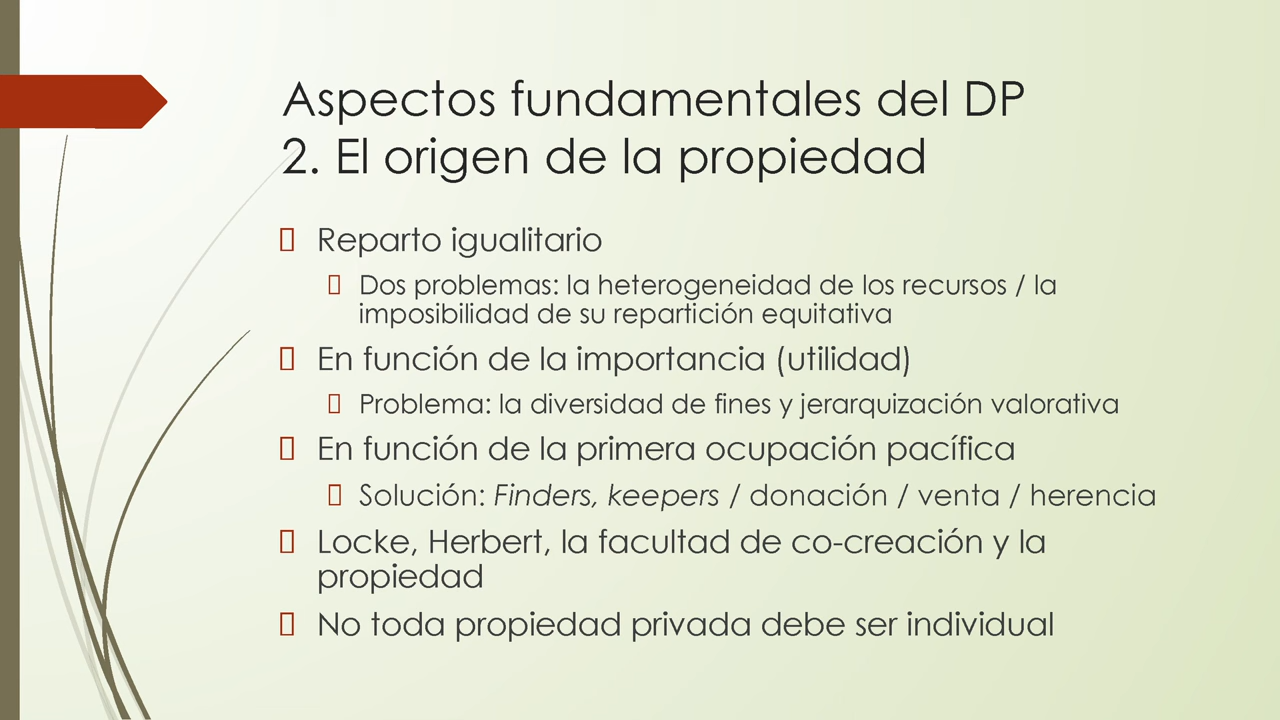 Aspectos fundamentales del DP
2. El origen de la propiedad
Reparto igualitario
Dos problemas: la heterogeneidad de los recursos / la
imposibilidad de su repartición equitativa
En función de la importancia (utilidad)
Problema: la diversidad de fines y jerarquización valorativa
En función de la primera ocupación pacífica
Solución: Finders, keepers / donación / venta / herencia
Locke, Herbert, la facultad de co-creación y la
propiedad
No toda propiedad privada debe ser individual